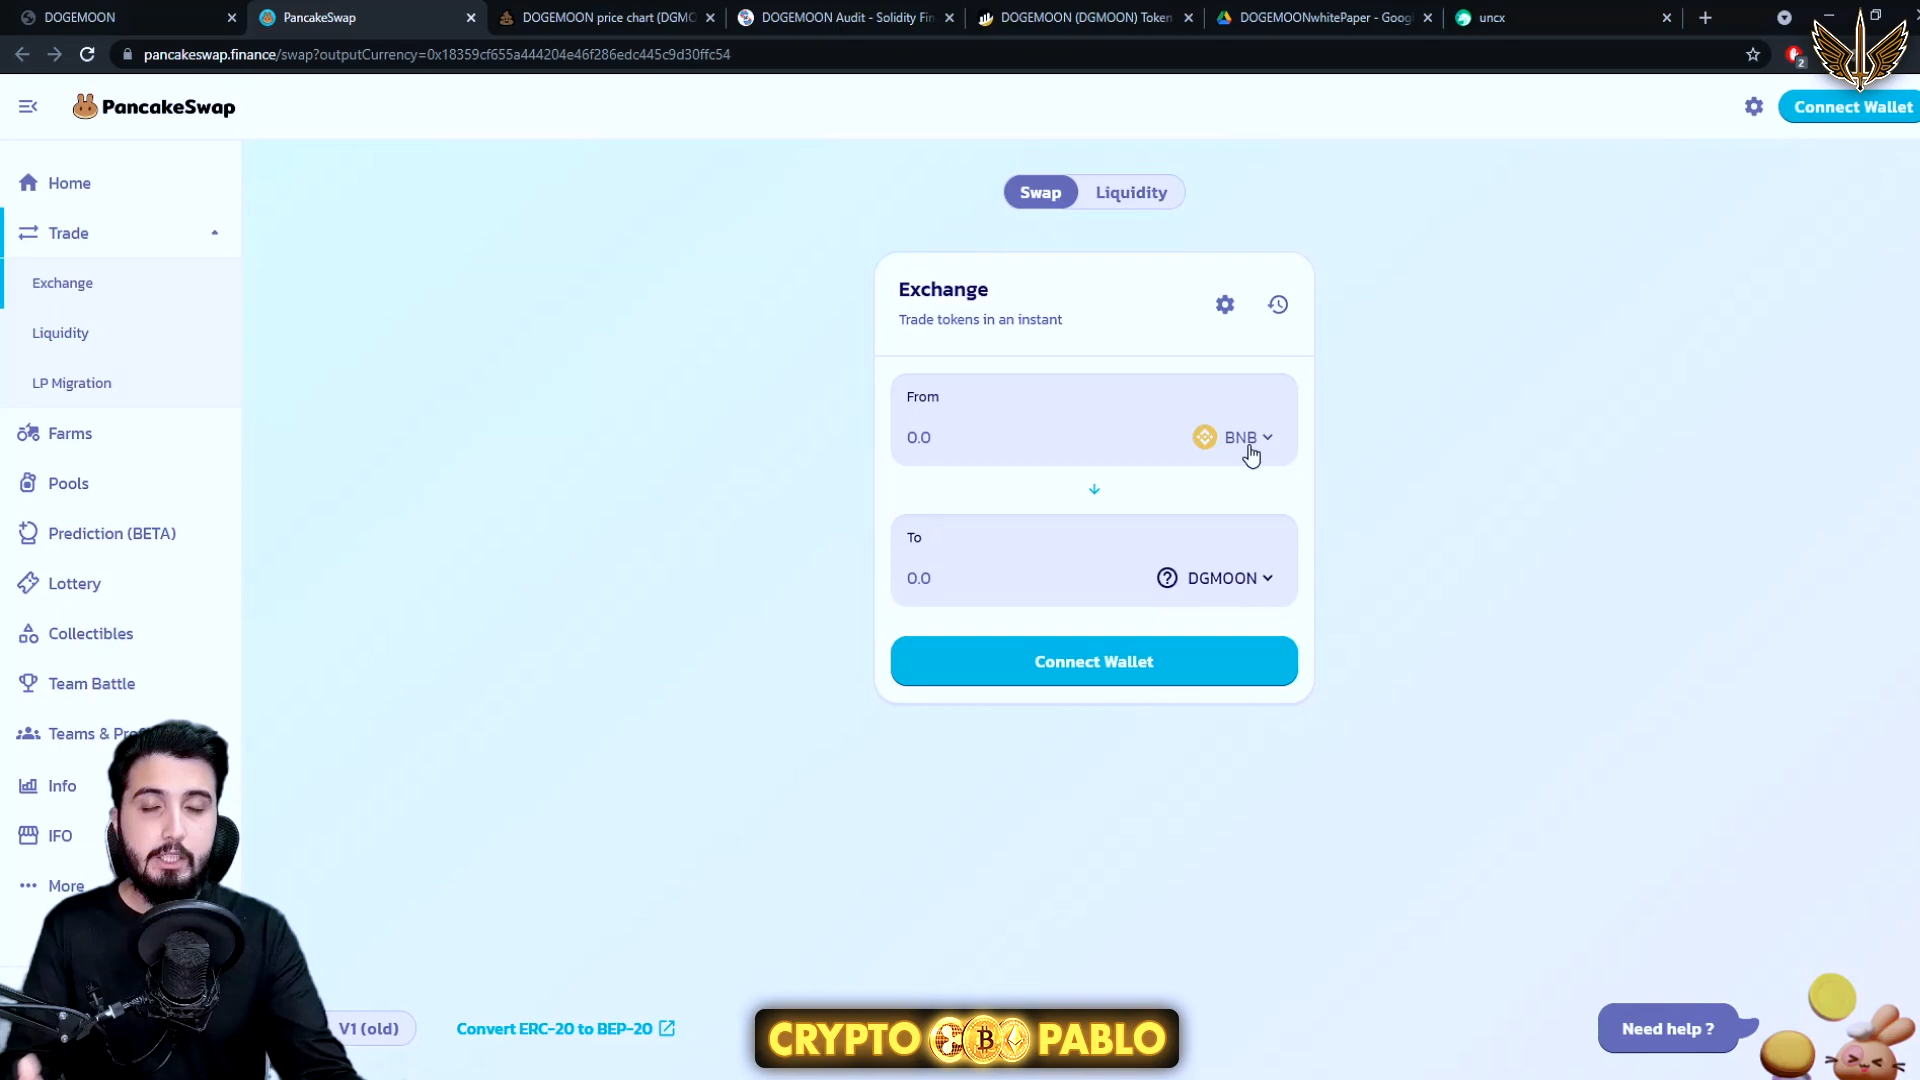 DOGEMOON
PancakeSwap
DOGEMOON price chart (DGMO
DOGEMOON Audit - Solidity Fin
DOGEMOON (DGMOON) Token
DOGEMOONwhitePaper - Goog
uncx
pancakeswap.finance/swap?outputCurrency=0x18359cf655a444204e46f286edc445c9d30ffc54
2
PancakeSwap
Connect Wallet
Home
Trade
Exchange
Liquidity
LP Migration
Farms
Pools
Prediction (BETA)
Lottery
Collectibles
Team Battle
Teams & Pro
Info
IFO
More
Swap
Liquidity
Exchange
Trade tokens in an instant
From
0.0
BNB
To
0.0
DGMOON
Connect Wallet
V1 (old)
Convert ERC-20 to BEP-20
CRYPTO PABLO
Need help ?